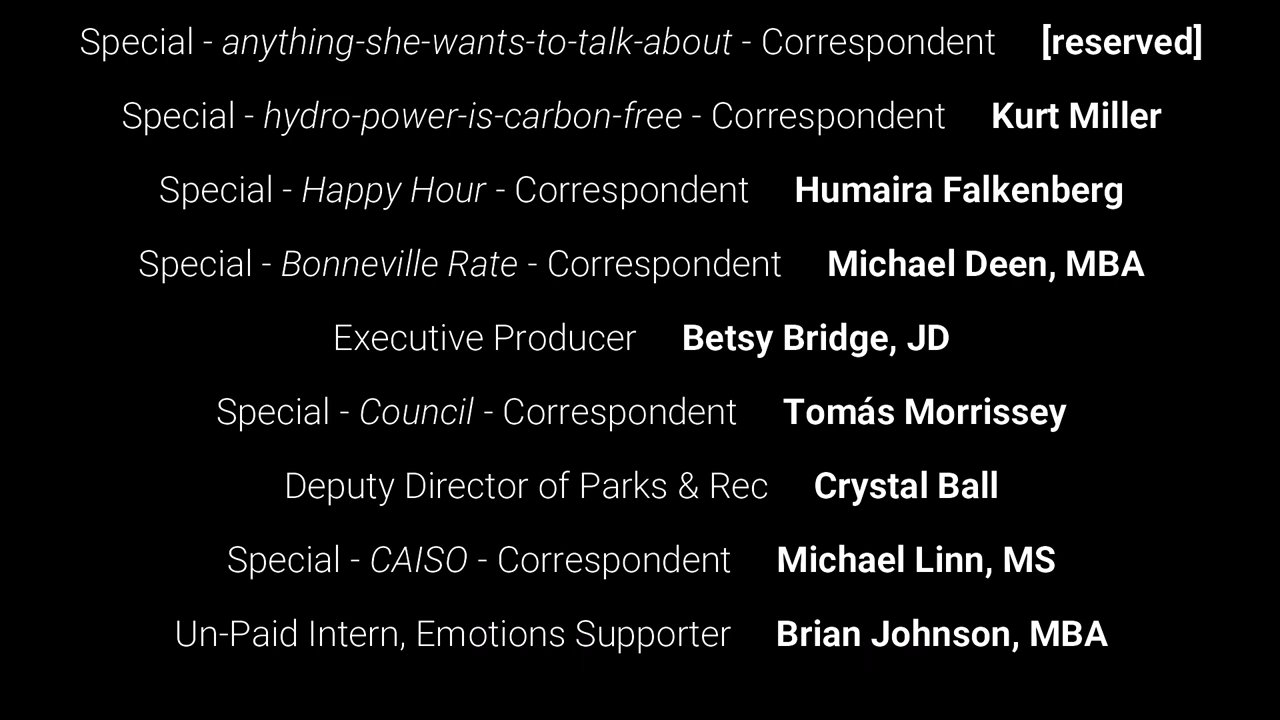 Special - anything-she-wants-to-talk-about - Correspondent [reserved]
Special - hydro-power-is-carbon-free - Correspondent Kurt Miller
Special - Happy Hour - Correspondent Humaira Falkenberg
Special - Bonneville Rate - Correspondent Michael Deen, MBA
Executive Producer Betsy Bridge, JD
Special - Council - Correspondent Tomás Morrissey
Deputy Director of Parks & Rec Crystal Ball
Special - CAISO - Correspondent Michael Linn, MS
Un-Paid Intern, Emotions Supporter Brian Johnson, MBA